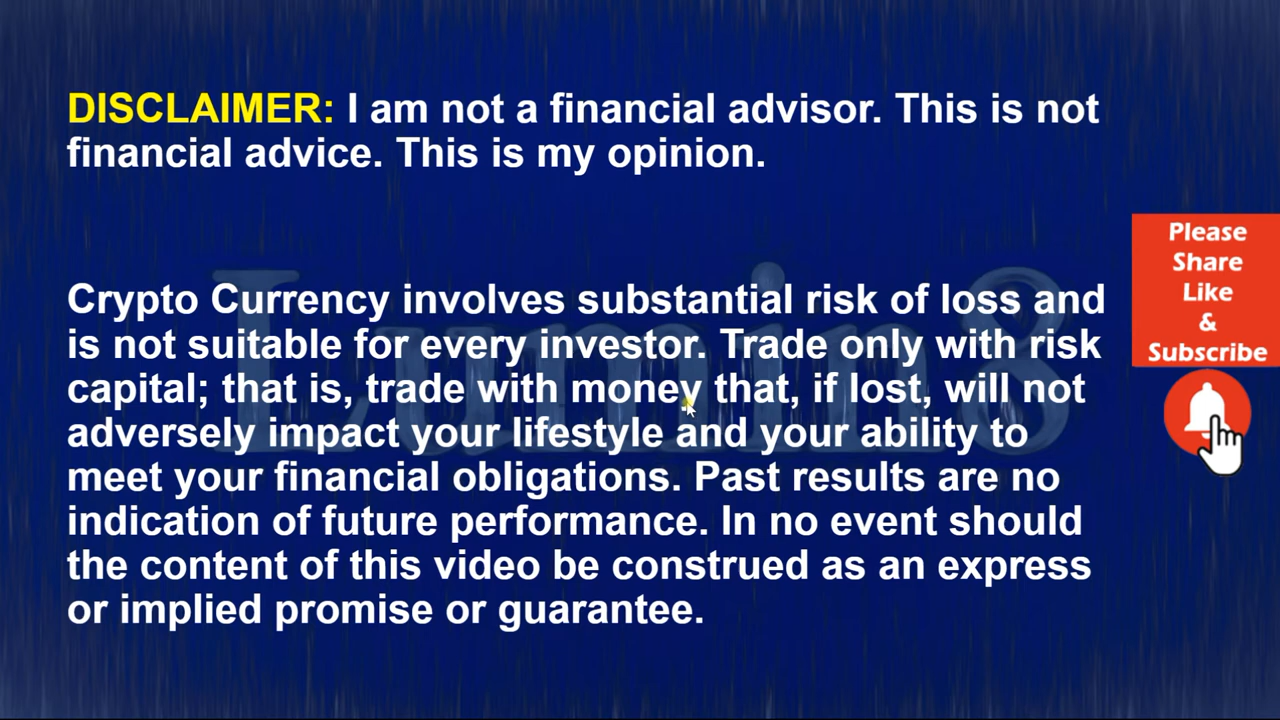 DISCLAIMER: I am not a financial advisor. This is not
financial advice. This is my opinion.
Crypto Currency involves substantial risk of loss and
is not suitable for every investor. Trade only with risk
capital; that is, trade with money that, if lost, will not
adversely impact your lifestyle and your ability to
meet your financial obligations. Past results are no
indication of future performance. In no event should
the content of this video be construed as an express
or implied promise or guarantee.
Lumin8
Please
Share
Like
&
Subscribe